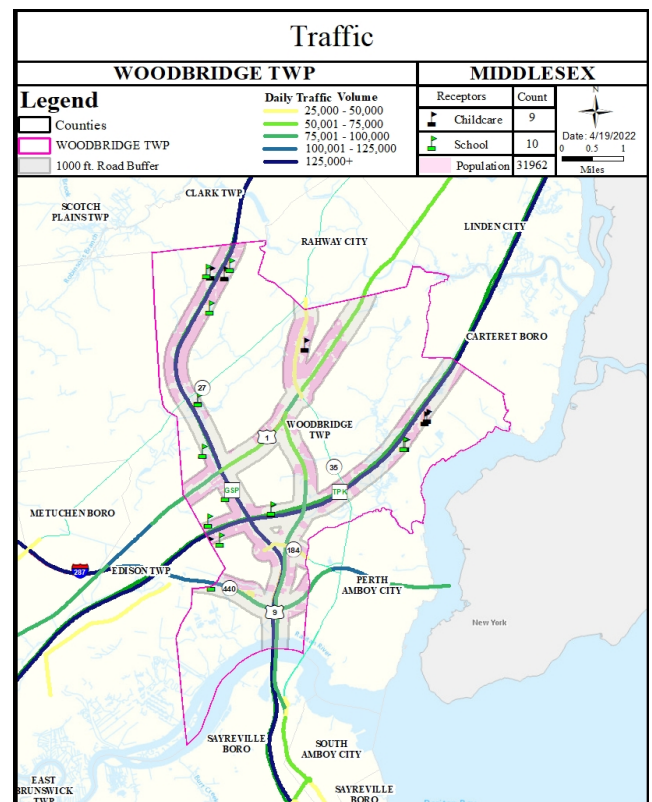 Traffic
WOODBRIDGE TWP
MIDDLESEX
Legend
Counties
WOODBRIDGE TWP
1000 ft. Road Buffer
Daily Traffic Volume
25,000 - 50,000
50,001 - 75,000
75,001 - 100,000
100,001 - 125,000
125,000+
Receptors Count
Childcare 9
School 10
Population 31962
N
Date: 4/19/2022
0 0.5 1
Miles
CLARK TWP
SCOTCH
PLAINS TWP
RAHWAY CITY
LINDEN CITY
CARTERET BORO
27
WOODBRIDGE
TWP
1
35
GSP
TPK
METUCHEN BORO
184
287
EDISON TWP
PERTH
AMBOY CITY
440
9
New York
SAYREVILLE
BORO
SOUTH
AMBOY CITY
EAST
BRUNSWICK
TWP
SAYREVILLE
BORO